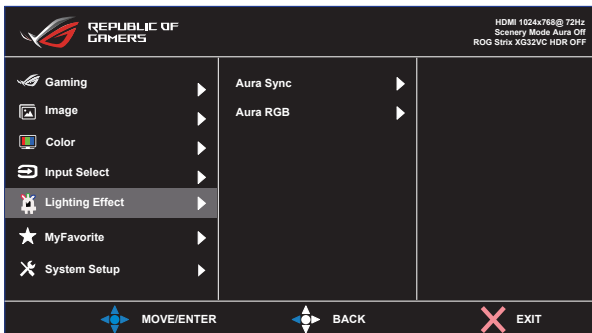 REPUBLIC OF
GAMERS
HDMI 1024x768@ 72Hz
Scenery Mode Aura Off
ROG Strix XG32VC HDR OFF
Gaming
Image
Color
Input Select
Lighting Effect
MyFavorite
System Setup
Aura Sync
Aura RGB
MOVE/ENTER
BACK
EXIT